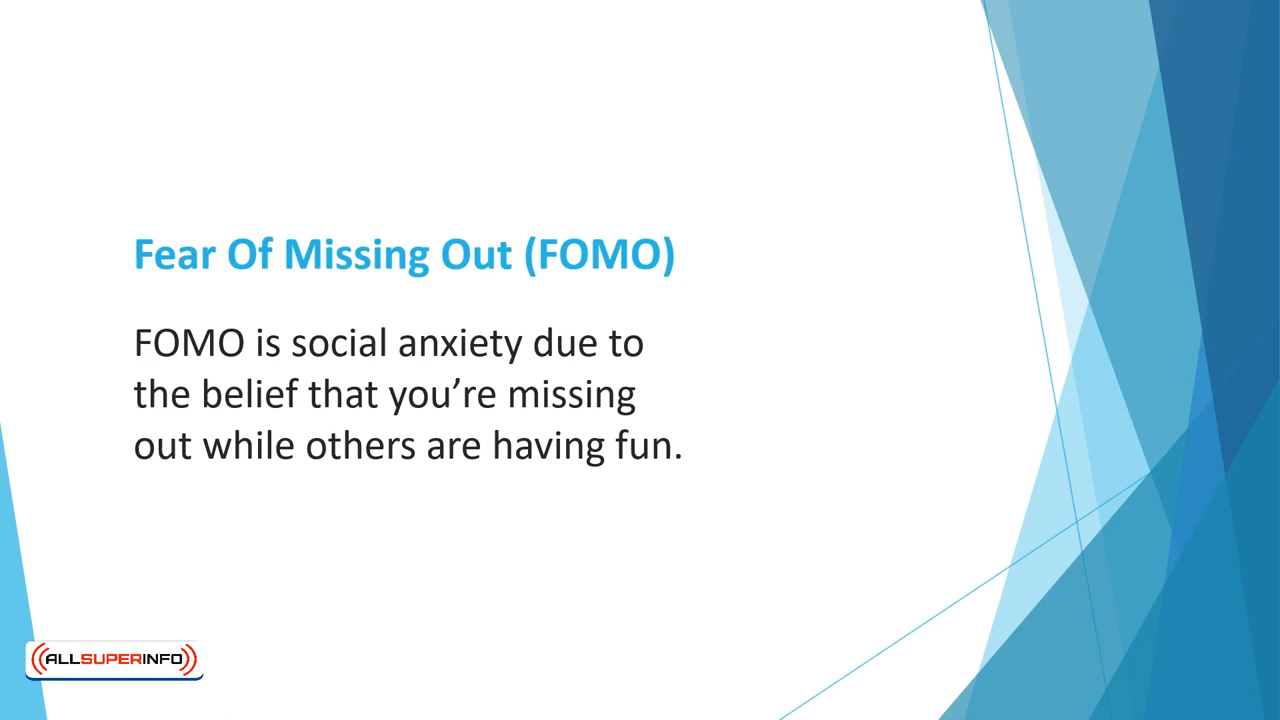 Fear Of Missing Out (FOMO)
FOMO is social anxiety due to
the belief that you’re missing
out while others are having fun.
ALLSUPERINFO